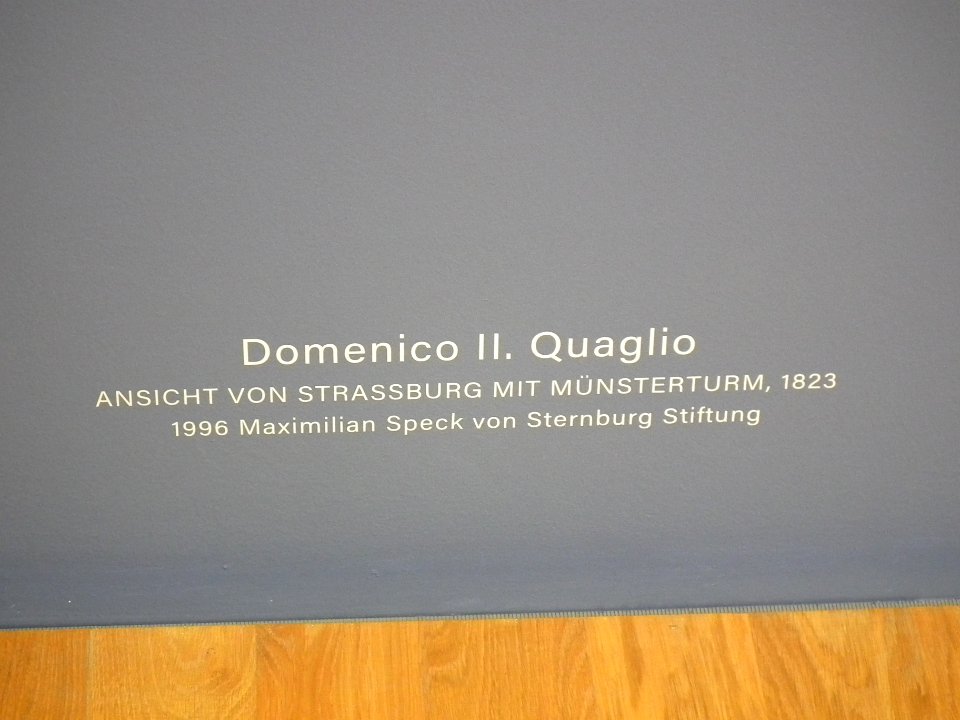 Domenico II. Quaglio
ANSICHT VON STRASSBURG MIT MÜNSTERTURM, 1823
1996 Maximilian Speck von Sternburg Stiftung